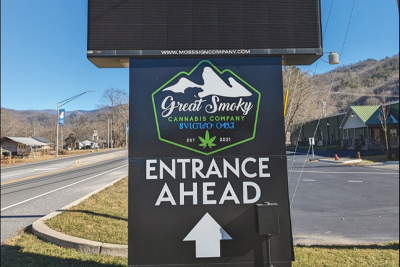 WWW.MOSSSIGNCOMPANY.COM
Great Smoky
CANNABIS COMPANY
EST 2021
ENTRANCE
AHEAD